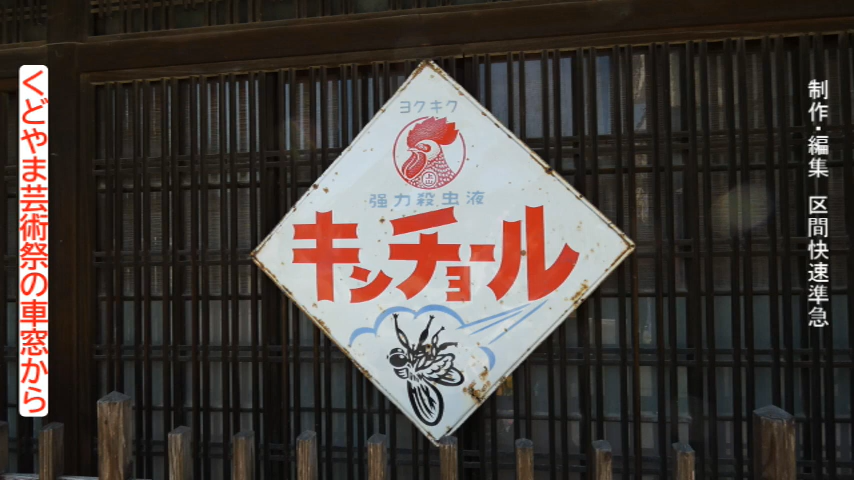 くどやま芸術祭の車窓から
ヨクキク
強力殺虫液
キンチョール
制作・編集 区間快速準急